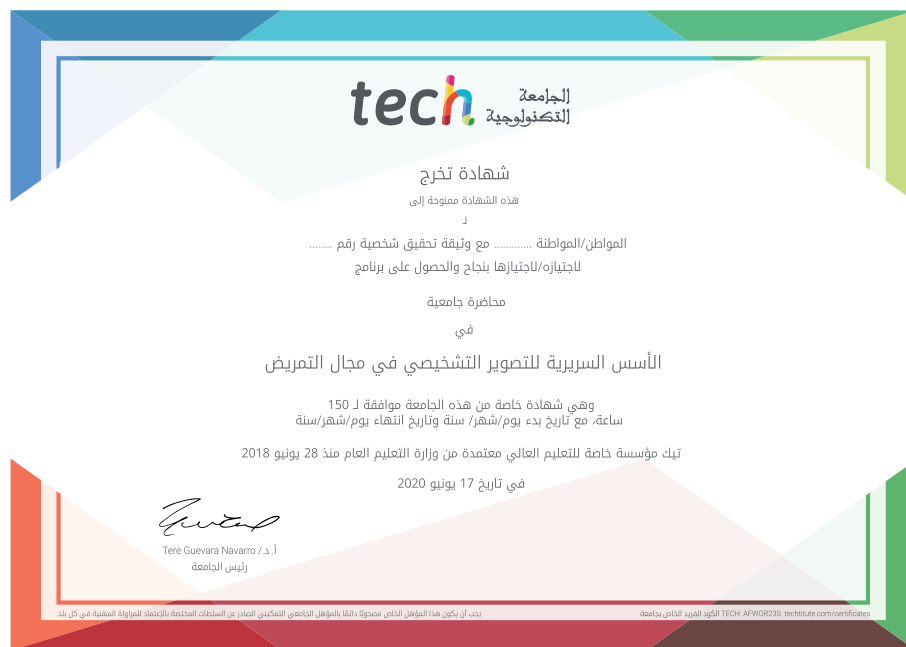 tech الجامعة
التكنولوجية
شهادة تخرج
هذه الشهادة ممنوحة إلى
لـ
المواطن/المواطنة ............. مع وثيقة تحقيق شخصية رقم ........
لاجتيازه/لاجتيازها بنجاح والحصول على برنامج
محاضرة جامعية
في
الأسس السريرية للتصوير التشخيصي في مجال التمريض
وهي شهادة خاصة من هذه الجامعة موافقة لـ 150
ساعة، مع تاريخ بدء يوم/شهر/ سنة وتاريخ انتهاء يوم/شهر/سنة
تيك مؤسسة خاصة للتعليم العالي معتمدة من وزارة التعليم العام منذ 28 يونيو 2018
في تاريخ 17 يونيو 2020
أ. د./ Tere Guevara Navarro
رئيس الجامعة
يجب أن يكون هذا المؤهل الخاص مصحوبًا دائمًا بالمؤهل الجامعي التمكيني الصادر عن السلطات المختصة بالإعتماد للمزاولة المهنية في كل بلد.
الكود الفريد الخاص بجامعة TECH: AFWOR23S techtitute.com/certificates